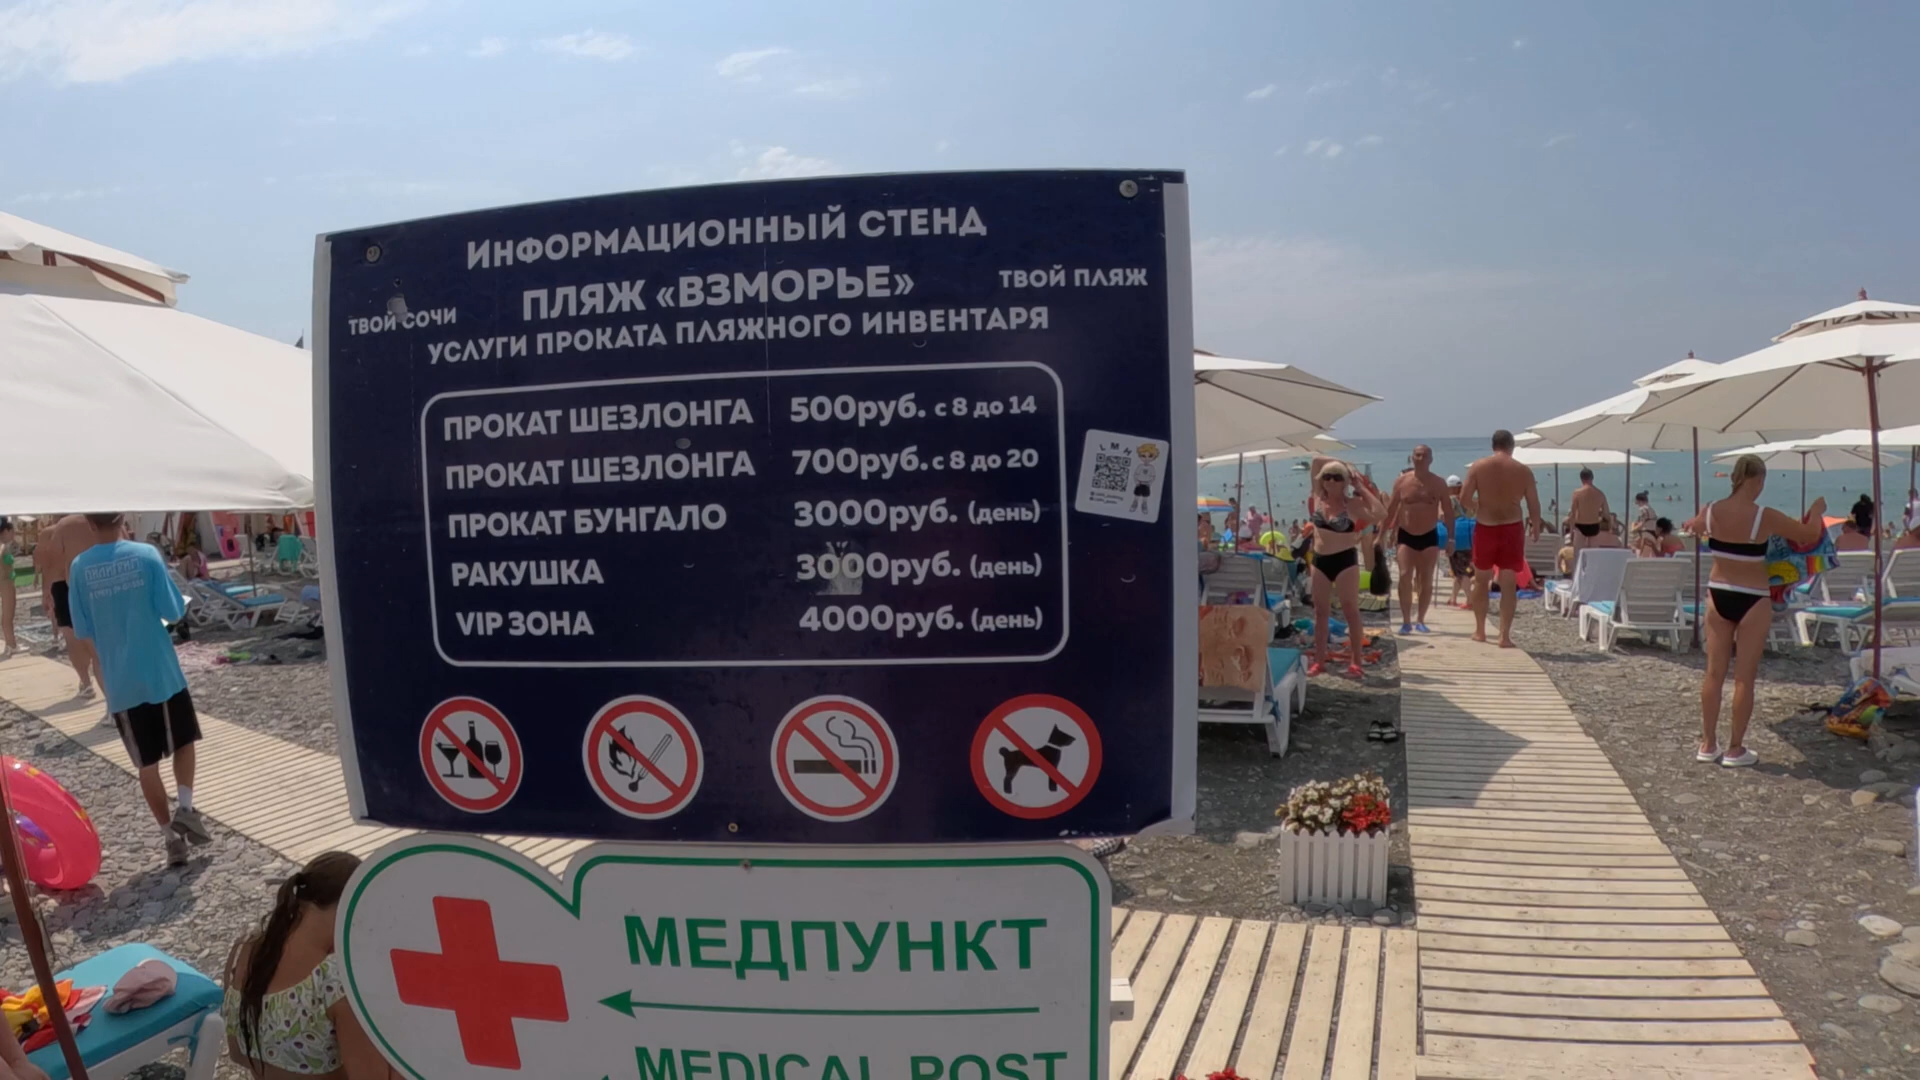 ИНФОРМАЦИОННЫЙ СТЕНД
ПЛЯЖ «ВЗМОРЬЕ»
ТВОЙ СОЧИ
ТВОЙ ПЛЯЖ
УСЛУГИ ПРОКАТА ПЛЯЖНОГО ИНВЕНТАРЯ
ПРОКАТ ШЕЗЛОНГА 500руб. с 8 до 14
ПРОКАТ ШЕЗЛОНГА 700руб. с 8 до 20
ПРОКАТ БУНГАЛО 3000руб. (день)
РАКУШКА 3000руб. (день)
VIP ЗОНА 4000руб. (день)
МЕДПУНКТ
MEDICAL POST